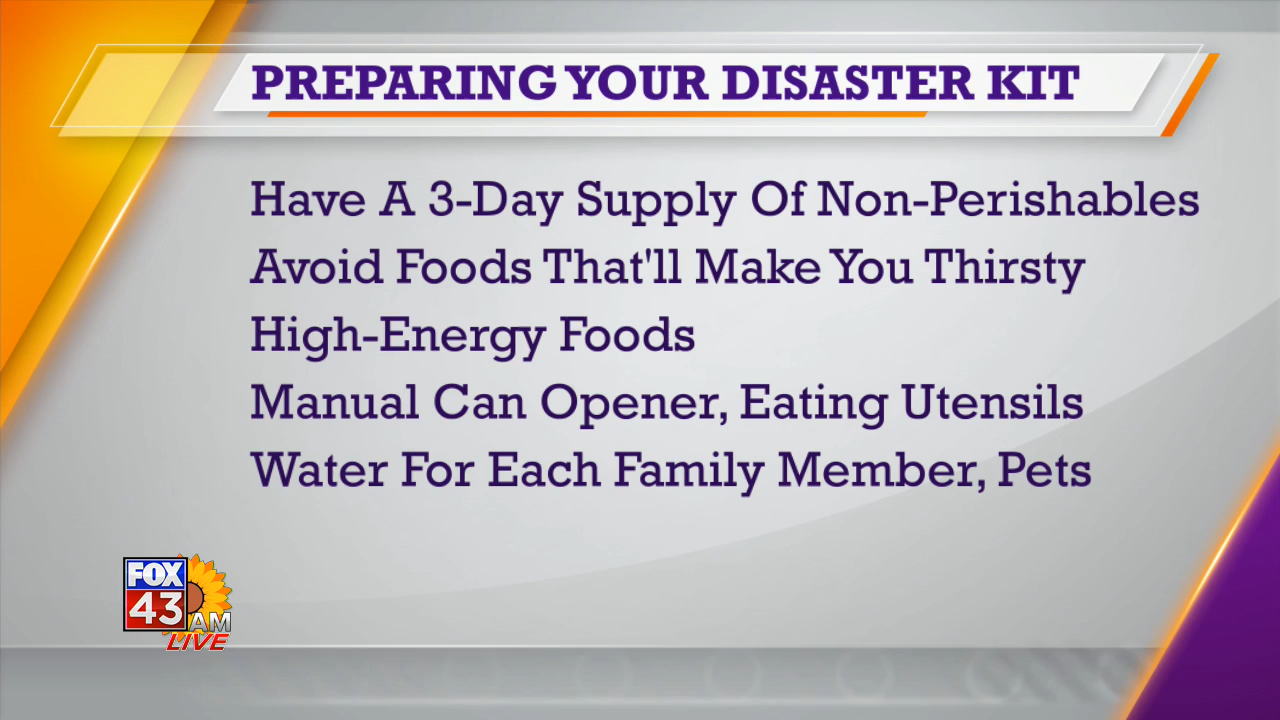 PREPARING YOUR DISASTER KIT
Have A 3-Day Supply Of Non-Perishables
Avoid Foods That'll Make You Thirsty
High-Energy Foods
Manual Can Opener, Eating Utensils
Water For Each Family Member, Pets
FOX
43
AM
LIVE